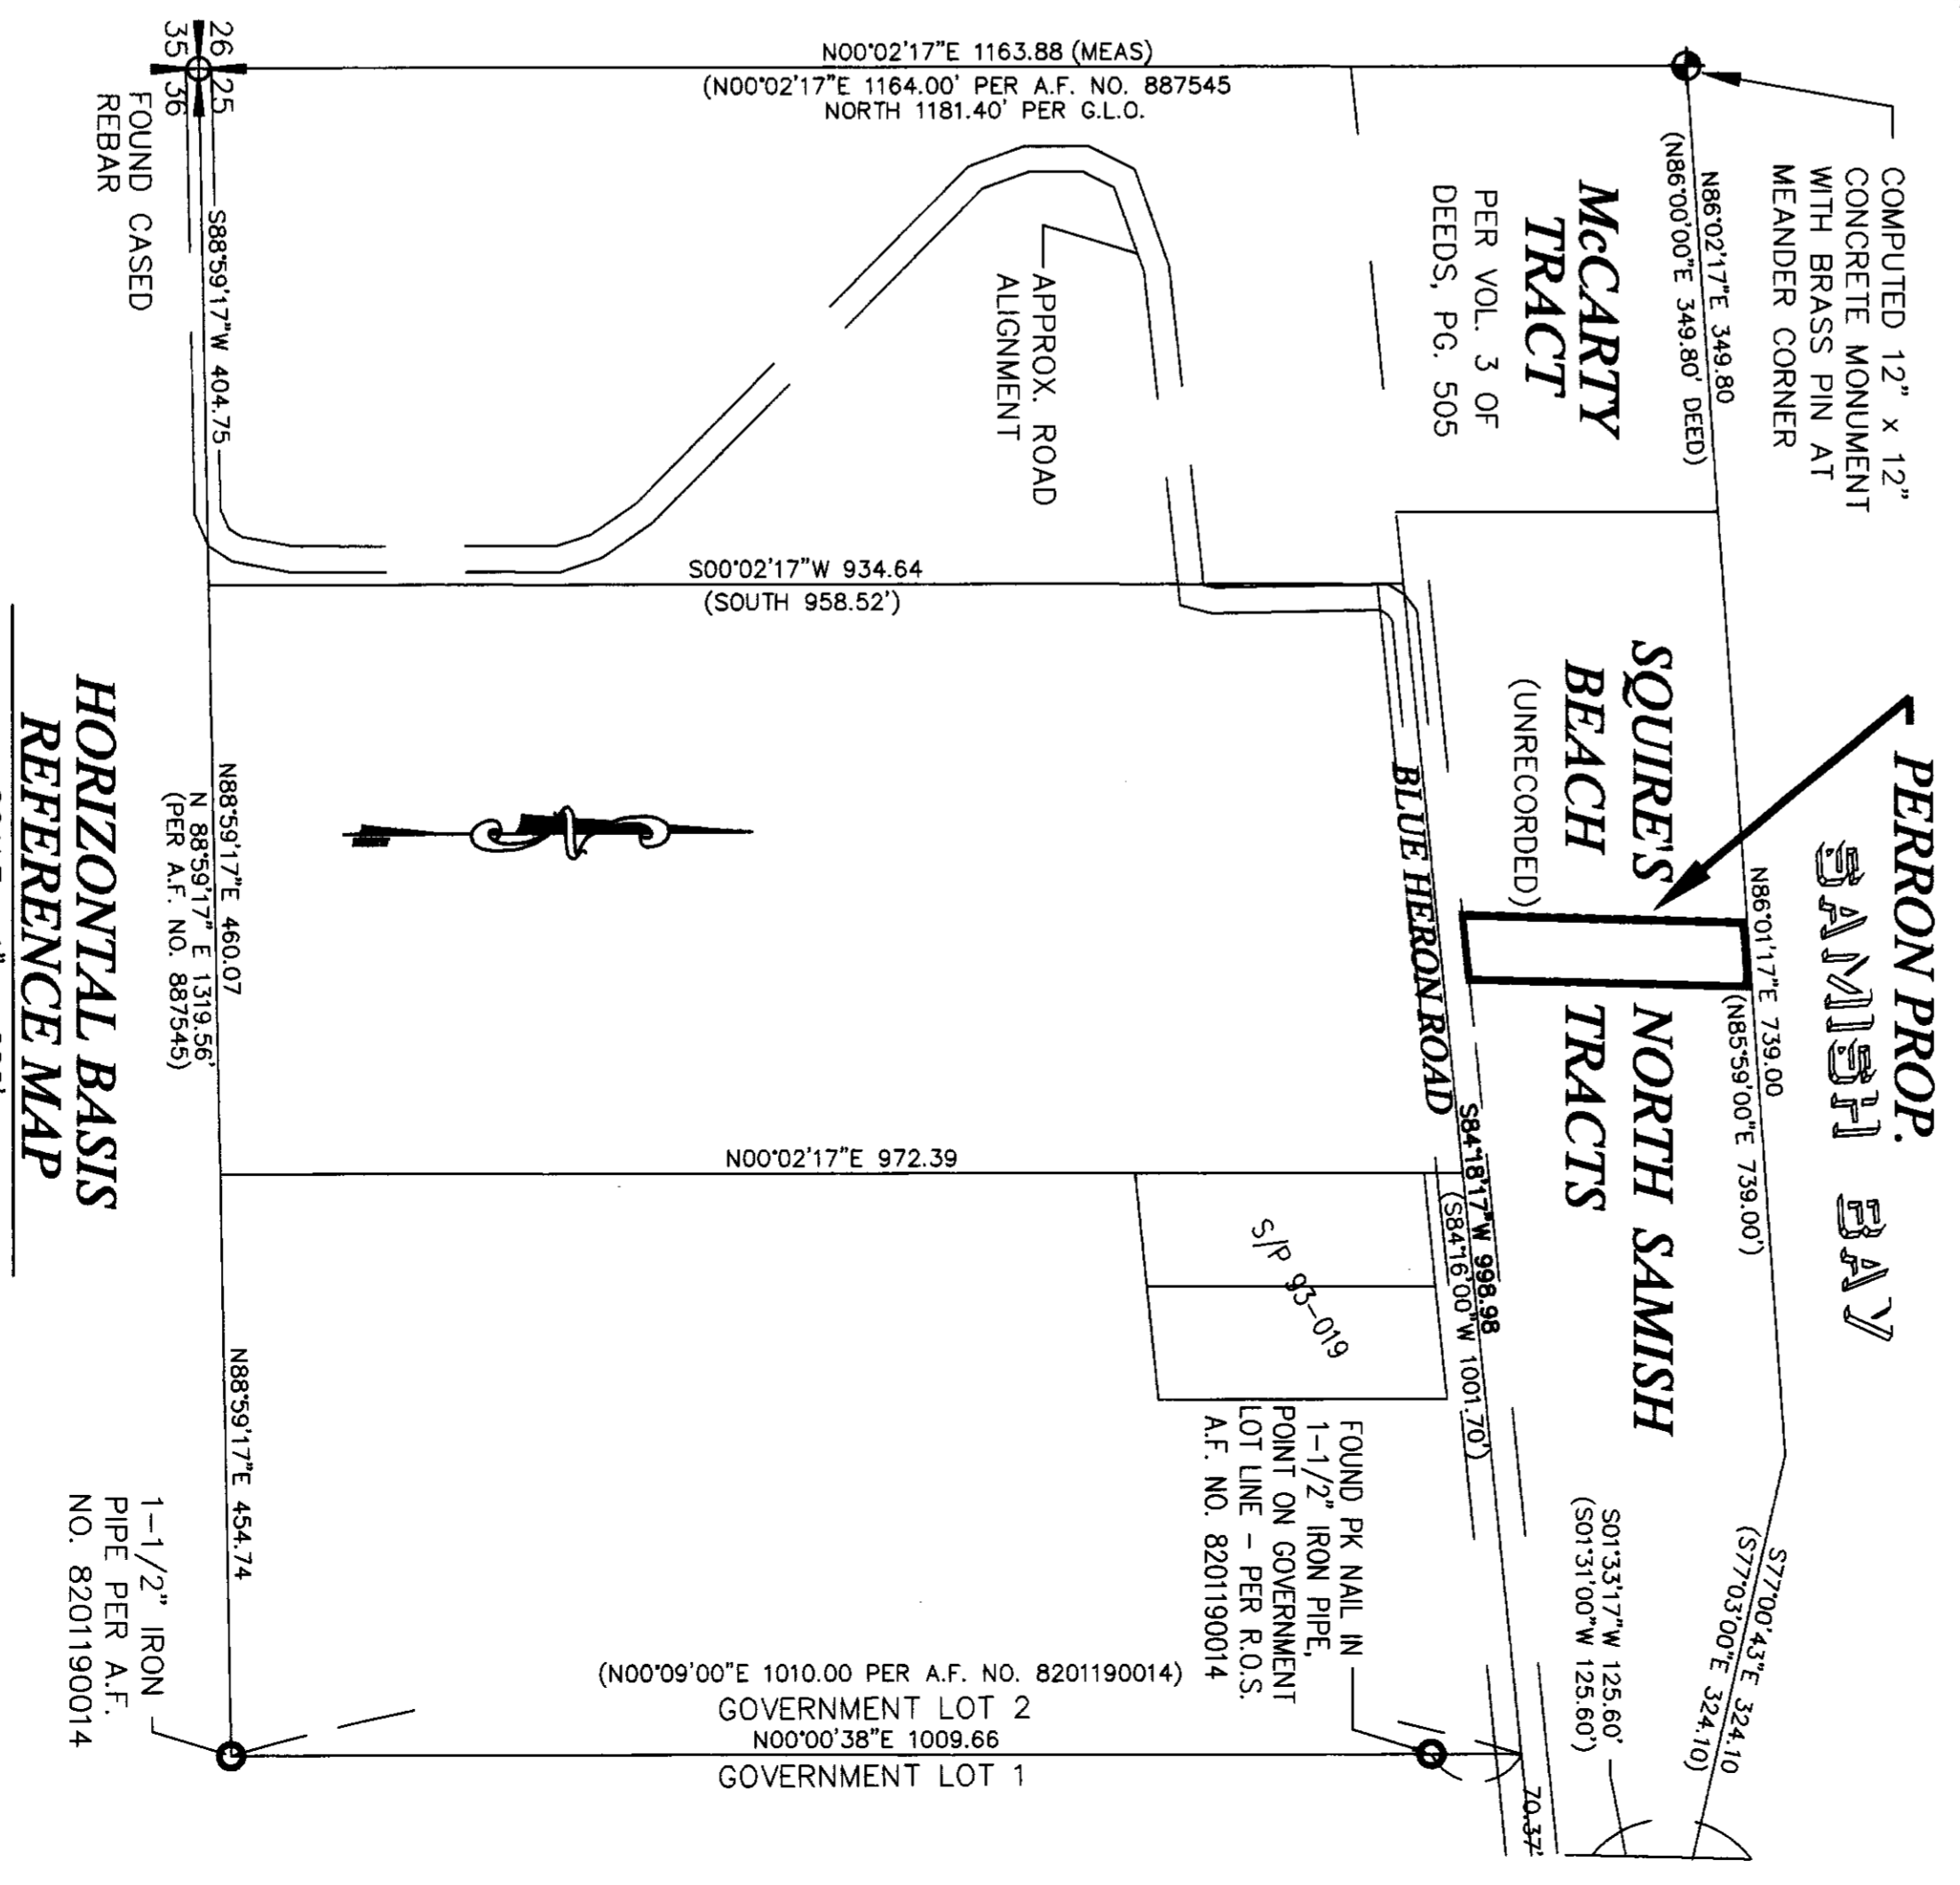 PERRON PROP.
SAMISH BAY
COMPUTED 12" x 12"
CONCRETE MONUMENT
WITH BRASS PIN AT
MEANDER CORNER
N86°02'17"E 349.80
(N86°00'00"E 349.80' DEED)
N86°01'17"E 739.00
(N85°59'00"E 739.00')
S77°00'43"E 324.10
(S77°03'00"E 324.10)
McCARTY
TRACT
PER VOL. 3 OF
DEEDS, PG. 505
SQUIRE'S
BEACH
(UNRECORDED)
NORTH SAMISH
TRACTS
S01°33'17"W 125.60'
(S01°31'00"W 125.60')
70.37'
BLUE HERON ROAD
S84°18'17"W 998.98
(S84°16'00"W 1001.70')
APPROX. ROAD
ALIGNMENT
S/P 93-019
FOUND PK NAIL IN
1-1/2" IRON PIPE,
POINT ON GOVERNMENT
LOT LINE - PER R.O.S.
A.F. NO. 8201190014
N00°02'17"E 1163.88 (MEAS)
(N00°02'17"E 1164.00' PER A.F. NO. 887545
NORTH 1181.40' PER G.L.O.
S00°02'17"W 934.64
(SOUTH 958.52')
N00°02'17"E 972.39
(N00°09'00"E 1010.00 PER A.F. NO. 8201190014)
GOVERNMENT LOT 2
N00°00'38"E 1009.66
GOVERNMENT LOT 1
26 25
35 36
S88°59'17"W 404.75
FOUND CASED
REBAR
N88°59'17"E 460.07
N 88°59'17" E 1319.56'
(PER A.F. NO. 887545)
N88°59'17"E 454.74
1-1/2" IRON
PIPE PER A.F.
NO. 8201190014
HORIZONTAL BASIS
REFERENCE MAP